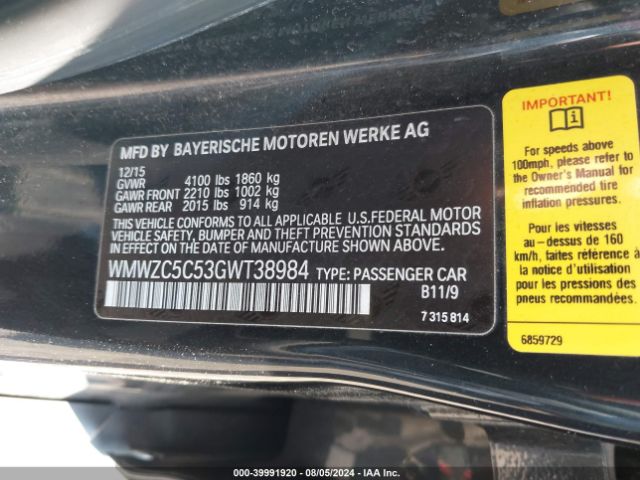 MFD BY BAYERISCHE MOTOREN WERKE AG
12/15
GVWR 4100 lbs 1860 kg
GAWR FRONT 2210 lbs 1002 kg
GAWR REAR 2015 lbs 914 kg
THIS VEHICLE CONFORMS TO ALL APPLICABLE U.S.FEDERAL MOTOR
VEHICLE SAFETY, BUMPER AND THEFT PREVENTION STANDARDS
IN EFFECT ON THE DATE OF MANUFACTURE SHOWN ABOVE.
WMWZC5C53GWT38984 TYPE: PASSENGER CAR
B11/9
7 315 814
IMPORTANT!
For speeds above
100mph, please refer to
the Owner's Manual for
recommended tire
inflation pressures.
Pour les vitesses
au-dessus de 160
km/h, faites référence
à la notice d'utilisation
pour les pressions des
pneus recommandées.
6859729
000-39991920 - 08/05/2024 - IAA Inc.